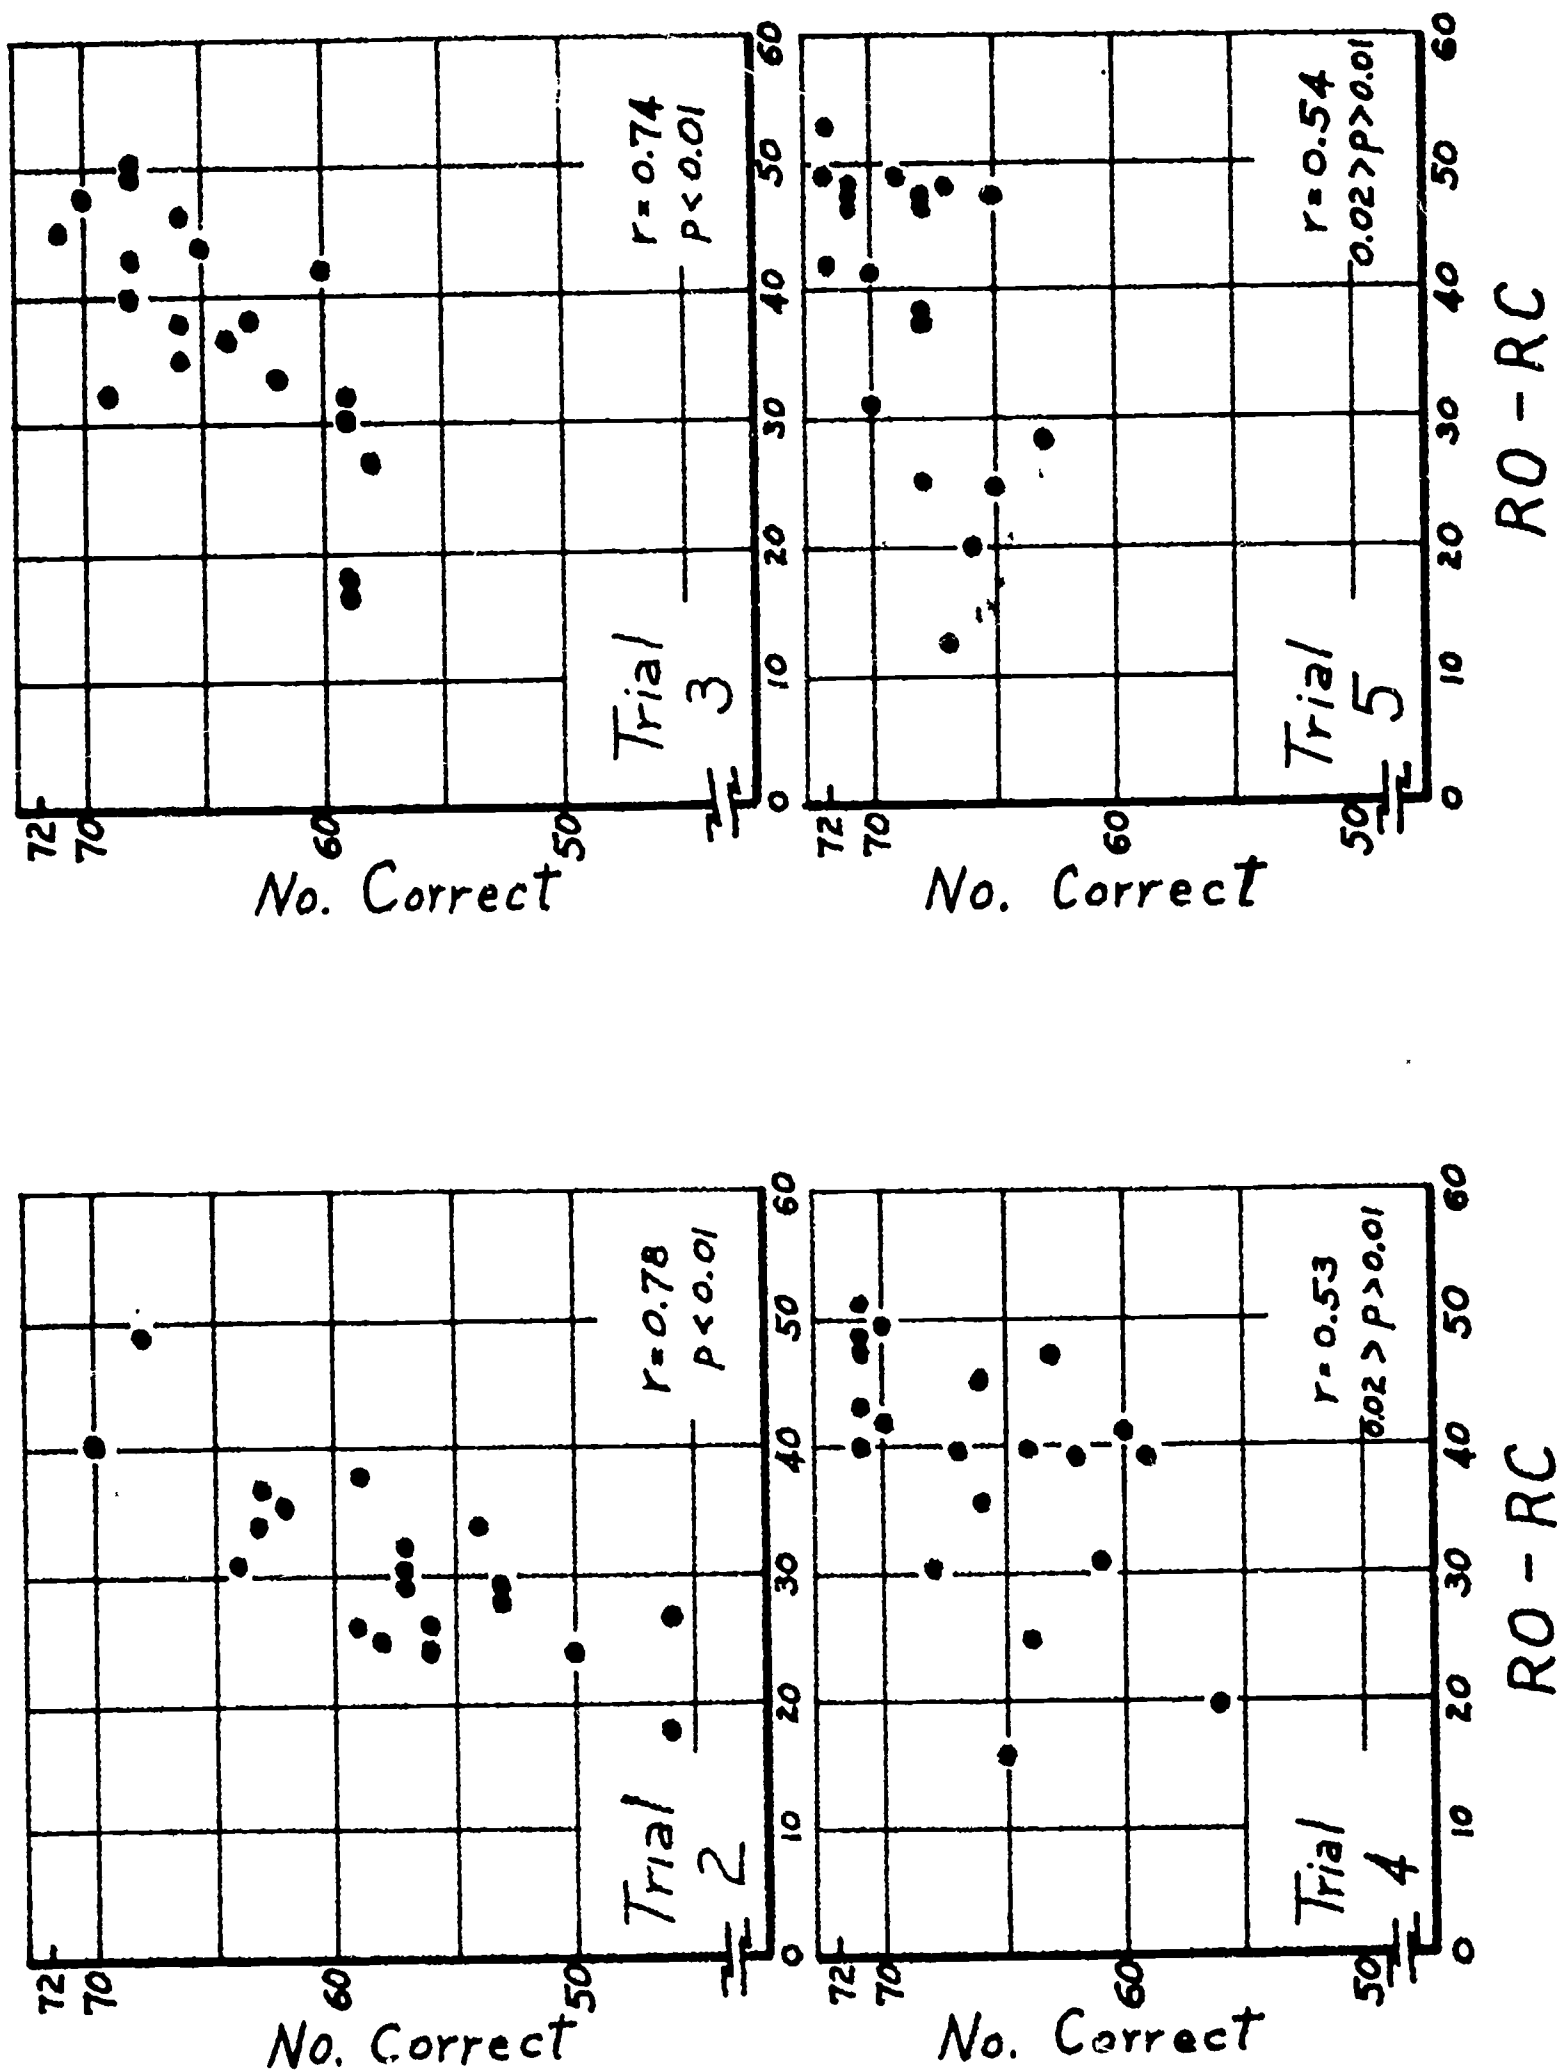 No. Correct
72
70
60
50
Trial
2
r = 0.78
p < 0.01
0 10 20 30 40 50 60
No. Correct
72
70
60
50
Trial
3
r = 0.74
p < 0.01
0 10 20 30 40 50 60
No. Correct
72
70
60
50
Trial
4
r = 0.53
0.02 > p > 0.01
0 10 20 30 40 50 60
RO - RC
No. Correct
72
70
60
50
Trial
5
r = 0.54
0.02 > p > 0.01
0 10 20 30 40 50 60
RO - RC